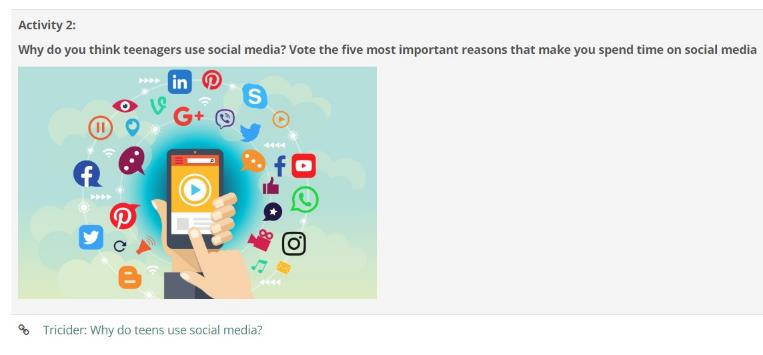 Activity 2:
Why do you think teenagers use social media? Vote the five most important reasons that make you spend time on social media
in
G+
Tricider: Why do teens use social media?